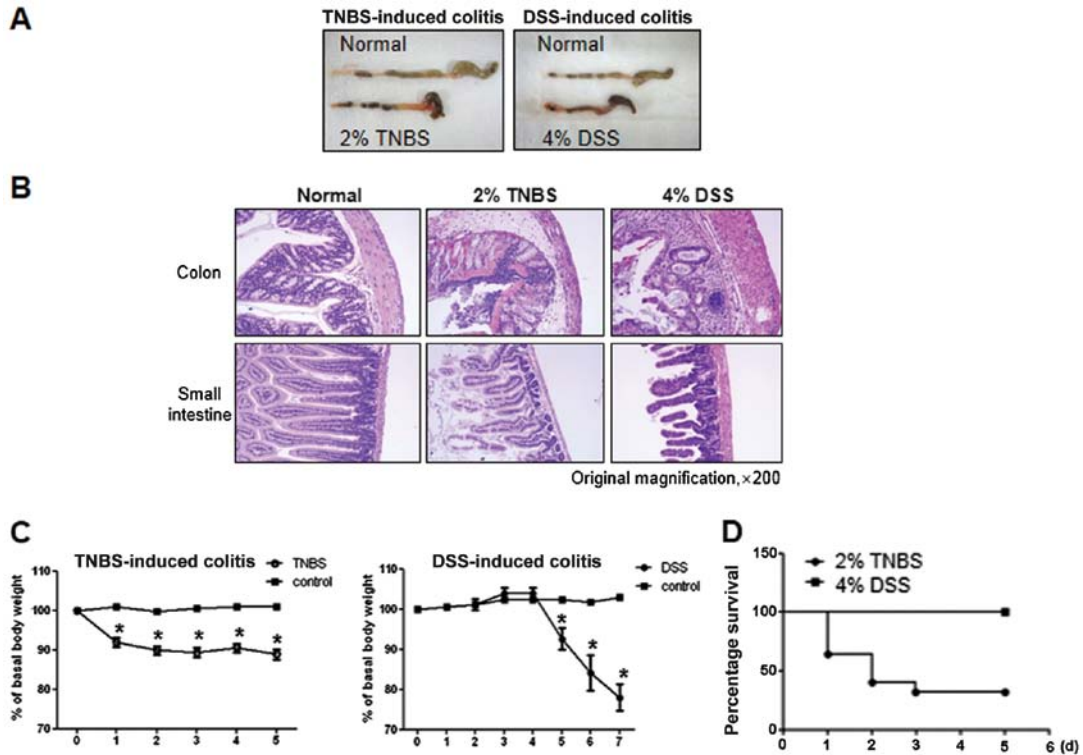 A
TNBS-induced colitis DSS-induced colitis
Normal Normal
2% TNBS 4% DSS
B
Normal 2% TNBS 4% DSS
Colon
Small
intestine
Original magnification,×200
C
TNBS-induced colitis
TNBS
control
% of basal body weight
110
100
90
80
70
* * * * *
0 1 2 3 4 5
DSS-induced colitis
DSS
control
% of basal body weight
110
100
90
80
70
* * *
0 1 2 3 4 5 6 7
D
2% TNBS
4% DSS
Percentage survival
150
100
50
0
0 1 2 3 4 5 6 (d)